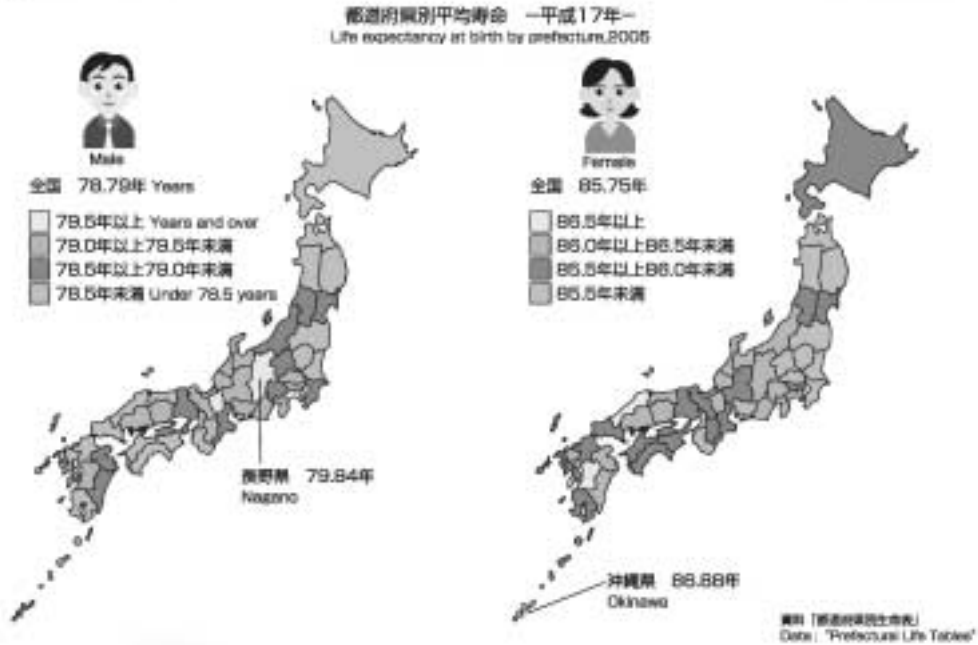 都道府県別平均寿命 －平成17年－
Life expectancy at birth by prefecture,2005
Male
全国 78.79年 Years
79.5年以上 Years and over
79.0年以上79.5年未満
78.5年以上79.0年未満
78.5年未満 Under 78.5 years
長野県 79.84年
Nagano
Female
全国 85.75年
86.5年以上
86.0年以上86.5年未満
85.5年以上86.0年未満
85.5年未満
沖縄県 86.88年
Okinawa
資料「都道府県別生命表」
Data: "Prefectural Life Tables"